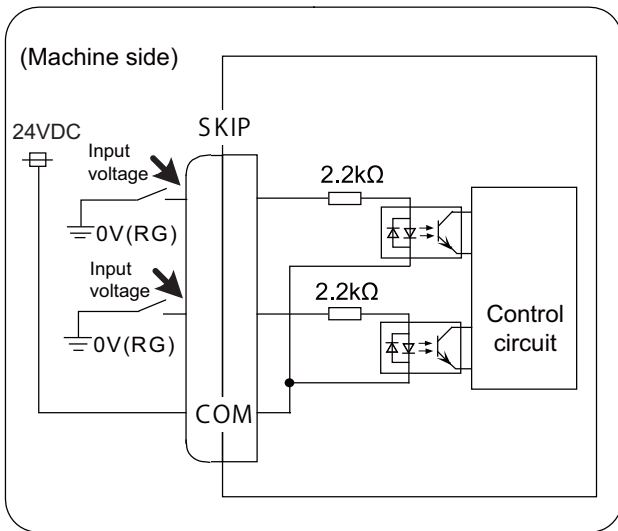 (Machine side)
SKIP
24VDC
Input
voltage
2.2kΩ
0V(RG)
Input
voltage
2.2kΩ
0V(RG)
Control
circuit
COM